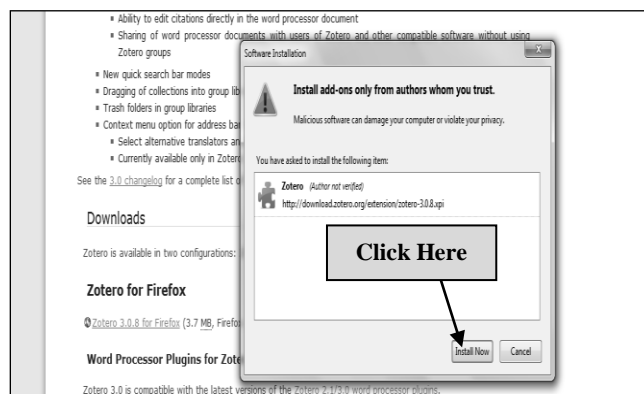 Ability to edit citations directly in the word processor document
Sharing of word processor documents with users of Zotero and other compatible software without using
Zotero groups
New quick search bar modes
Dragging of collections into group lib
Trash folders in group libraries
Context menu option for address bar
Select alternative translators an
Currently available only in Zotero
See the 3.0 changelog for a complete list o
Downloads
Zotero is available in two configurations:
Zotero for Firefox
Zotero 3.0.8 for Firefox (3.7 MB, Firefo
Word Processor Plugins for Zote
Zotero 3.0 is compatible with the latest versions of the Zotero 2.1/3.0 word processor plugins.
Software Installation
Install add-ons only from authors whom you trust.
Malicious software can damage your computer or violate your privacy.
You have asked to install the following item:
Zotero (Author not verified)
http://download.zotero.org/extension/zotero-3.0.8.xpi
Click Here
Install Now Cancel